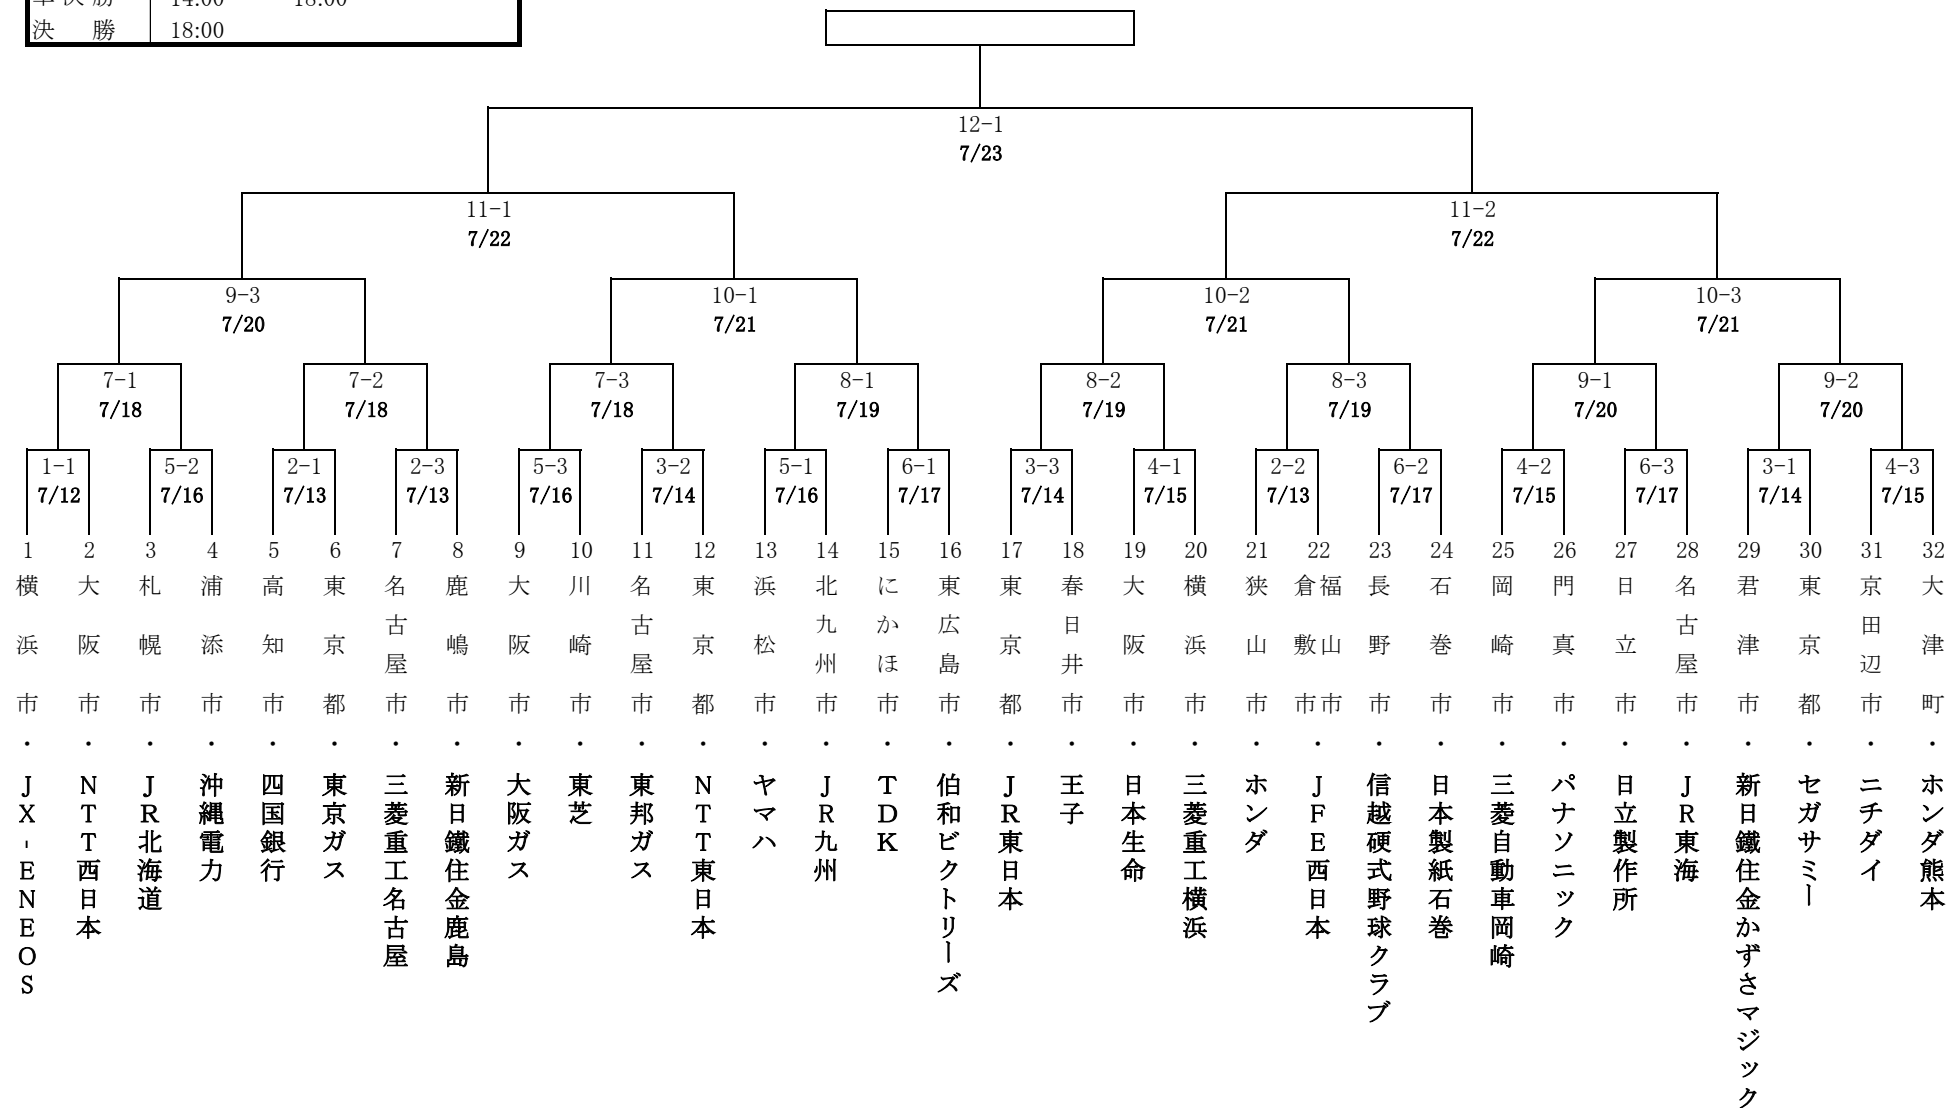 準決勝 14:00 18:00
決勝 18:00
12-1
7/23
11-1 11-2
7/22 7/22
9-3 10-1 10-2 10-3
7/20 7/21 7/21 7/21
7-1 7-2 7-3 8-1 8-2 8-3 9-1 9-2
7/18 7/18 7/18 7/19 7/19 7/19 7/20 7/20
1-1 5-2 2-1 2-3 5-3 3-2 5-1 6-1 3-3 4-1 2-2 6-2 4-2 6-3 3-1 4-3
7/12 7/16 7/13 7/13 7/16 7/14 7/16 7/17 7/14 7/15 7/13 7/17 7/15 7/17 7/14 7/15
1 横浜市・JX-ENEOS
2 大阪市・NTT西日本
3 札幌市・JR北海道
4 浦添市・沖縄電力
5 高知市・四国銀行
6 東京都・東京ガス
7 名古屋市・三菱重工名古屋
8 鹿嶋市・新日鐵住金鹿島
9 大阪市・大阪ガス
10 川崎市・東芝
11 名古屋市・東邦ガス
12 東京都・NTT東日本
13 浜松市・ヤマハ
14 北九州市・JR九州
15 にかほ市・TDK
16 東広島市・伯和ビクトリーズ
17 東京都・JR東日本
18 春日井市・王子
19 大阪市・日本生命
20 横浜市・三菱重工横浜
21 狭山市・ホンダ
22 福山市倉敷市・JFE西日本
23 長野市・信越硬式野球クラブ
24 石巻市・日本製紙石巻
25 岡崎市・三菱自動車岡崎
26 門真市・パナソニック
27 日立市・日立製作所
28 名古屋市・JR東海
29 君津市・新日鐵住金かずさマジック
30 東京都・セガサミー
31 京田辺市・ニチダイ
32 大津町・ホンダ熊本